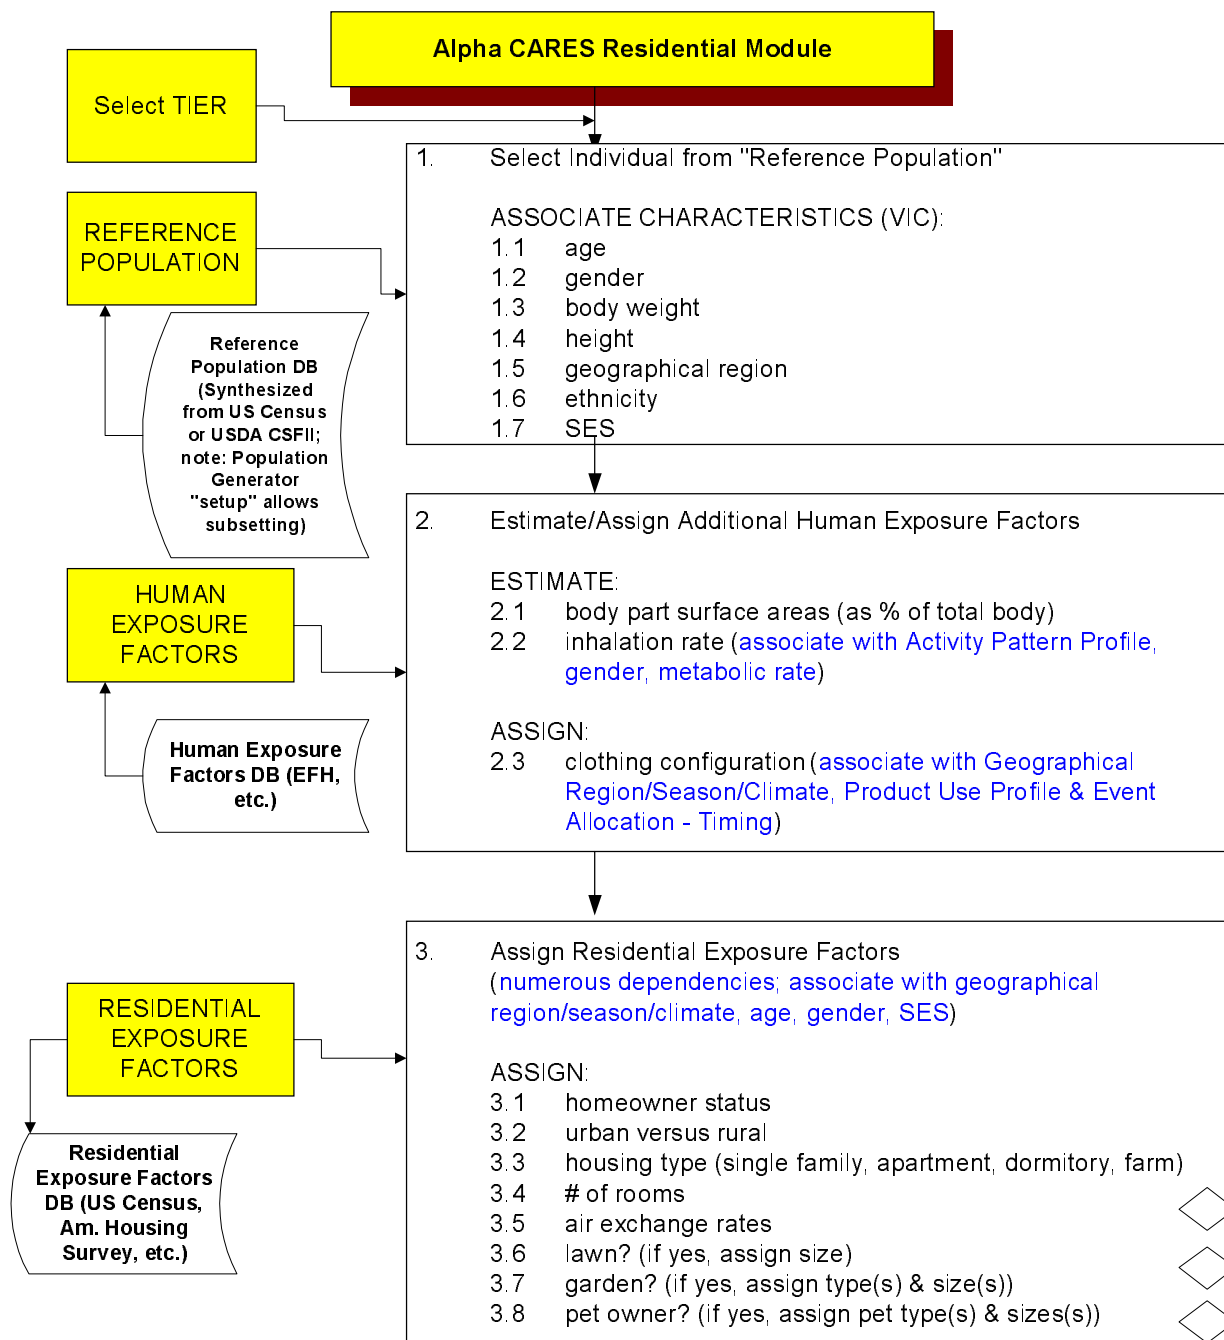 Alpha CARES Residential Module
Select TIER
1. Select Individual from "Reference Population"
ASSOCIATE CHARACTERISTICS (VIC):
1.1 age
1.2 gender
1.3 body weight
1.4 height
1.5 geographical region
1.6 ethnicity
1.7 SES
REFERENCE
POPULATION
Reference
Population DB
(Synthesized
from US Census
or USDA CSFII;
note: Population
Generator
"setup" allows
subsetting)
2. Estimate/Assign Additional Human Exposure Factors
ESTIMATE:
2.1 body part surface areas (as % of total body)
2.2 inhalation rate (associate with Activity Pattern Profile,
gender, metabolic rate)
ASSIGN:
2.3 clothing configuration (associate with Geographical
Region/Season/Climate, Product Use Profile & Event
Allocation - Timing)
HUMAN
EXPOSURE
FACTORS
Human Exposure
Factors DB (EFH,
etc.)
3. Assign Residential Exposure Factors
(numerous dependencies; associate with geographical
region/season/climate, age, gender, SES)
ASSIGN:
3.1 homeowner status
3.2 urban versus rural
3.3 housing type (single family, apartment, dormitory, farm)
3.4 # of rooms
3.5 air exchange rates
3.6 lawn? (if yes, assign size)
3.7 garden? (if yes, assign type(s) & size(s))
3.8 pet owner? (if yes, assign pet type(s) & sizes(s))
RESIDENTIAL
EXPOSURE
FACTORS
Residential
Exposure Factors
DB (US Census,
Am. Housing
Survey, etc.)